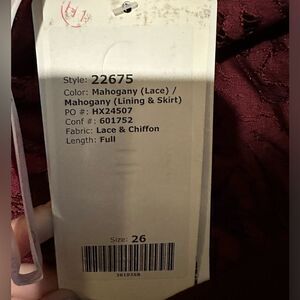 Style: 22675
Color: Mahogany (Lace) /
Mahogany (Lining & Skirt)
PO #: HX24507
Conf #: 601752
Fabric: Lace & Chiffon
Length: Full
Size: 26